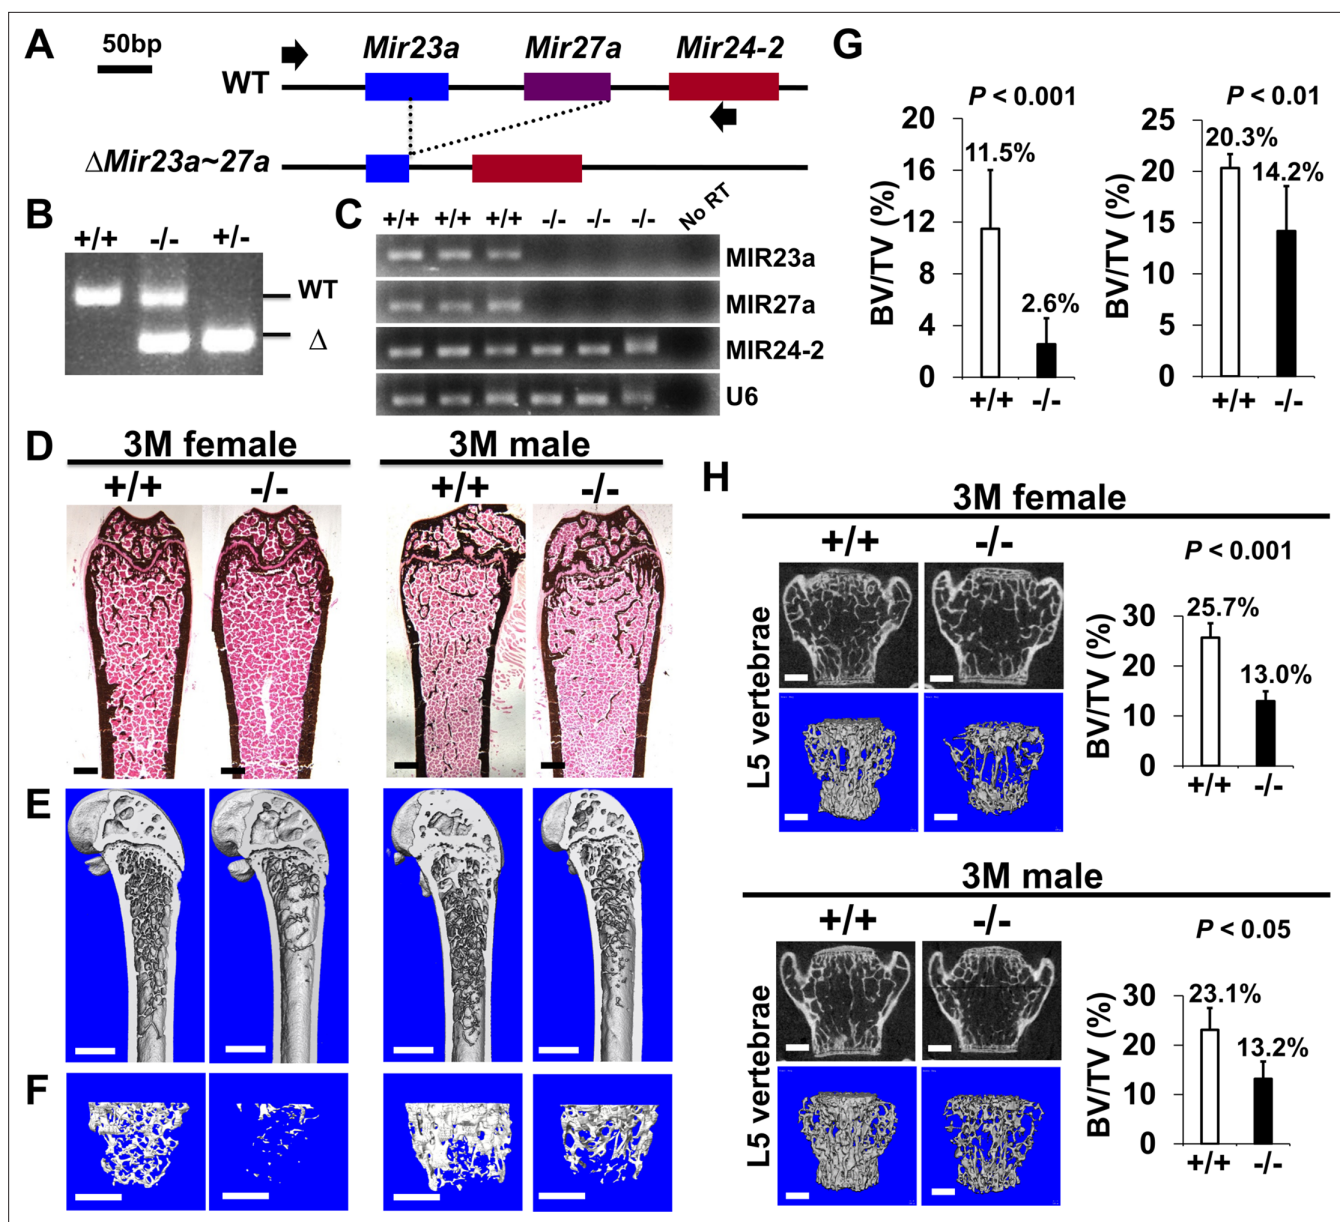 A
50bp
Mir23a Mir27a Mir24-2
WT
ΔMir23a~27a
B
+/+ -/- +/-
WT
Δ
C
+/+ +/+ +/+ -/- -/- -/- No RT
MIR23a
MIR27a
MIR24-2
U6
D
3M female 3M male
+/+ -/- +/+ -/-
E
F
G
P < 0.001
BV/TV (%)
20
16
12
8
4
0
11.5%
2.6%
+/+ -/-
P < 0.01
BV/TV (%)
25
20
15
10
5
0
20.3%
14.2%
+/+ -/-
H
3M female
+/+ -/-
L5 vertebrae
P < 0.001
BV/TV (%)
30
20
10
0
25.7%
13.0%
+/+ -/-
3M male
+/+ -/-
L5 vertebrae
P < 0.05
BV/TV (%)
30
20
10
0
23.1%
13.2%
+/+ -/-